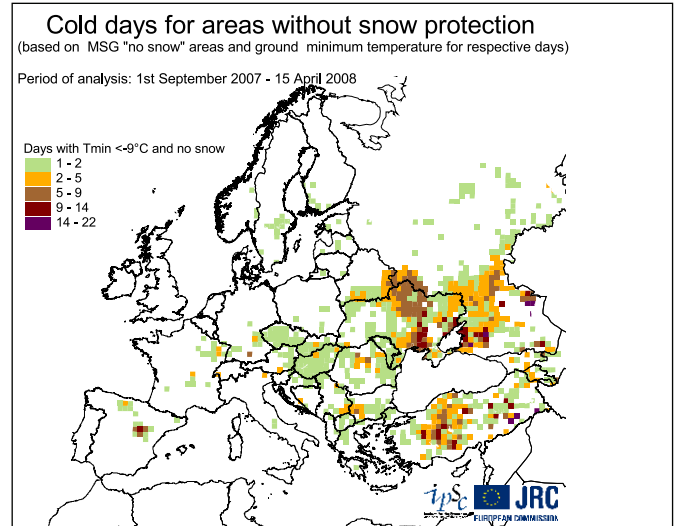 Cold days for areas without snow protection
(based on MSG "no snow" areas and ground minimum temperature for respective days)
Period of analysis: 1st September 2007 - 15 April 2008
Days with Tmin <-9°C and no snow
1 - 2
2 - 5
5 - 9
9 - 14
14 - 22
ipsc
JRC
EUROPEAN COMMISSION